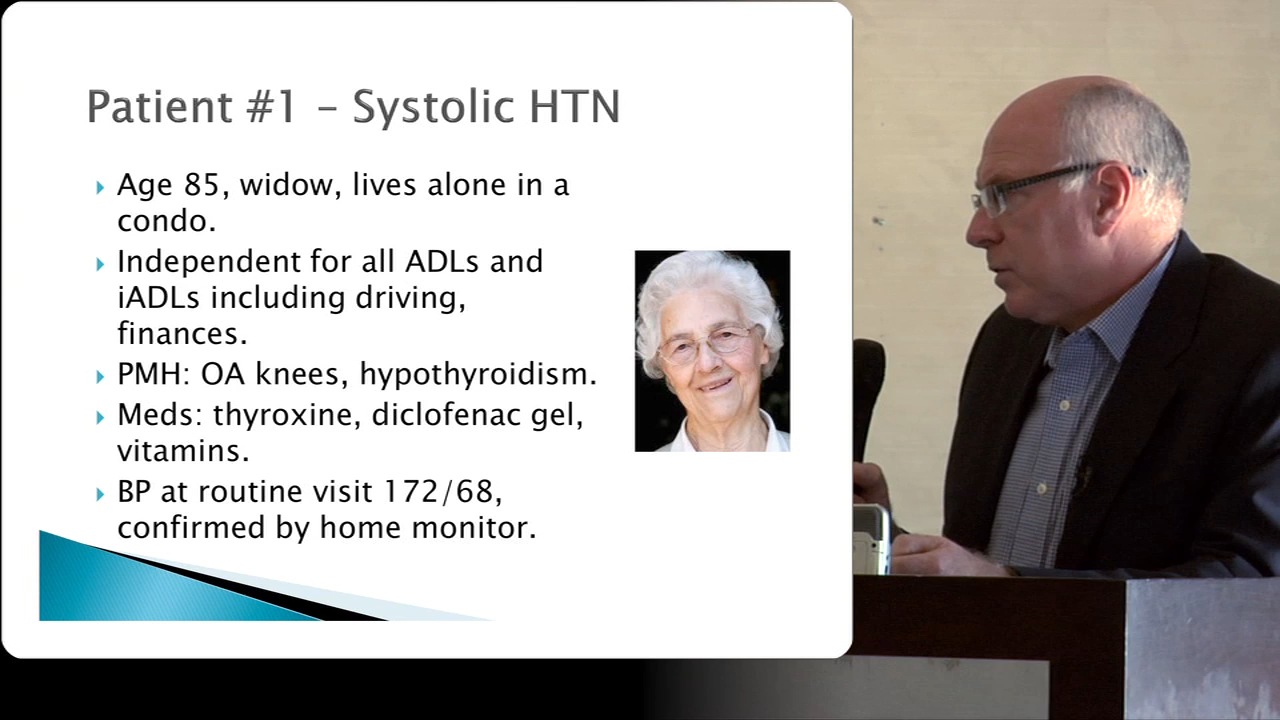 Patient #1 – Systolic HTN
Age 85, widow, lives alone in a
condo.
Independent for all ADLs and
iADLs including driving,
finances.
PMH: OA knees, hypothyroidism.
Meds: thyroxine, diclofenac gel,
vitamins.
BP at routine visit 172/68,
confirmed by home monitor.